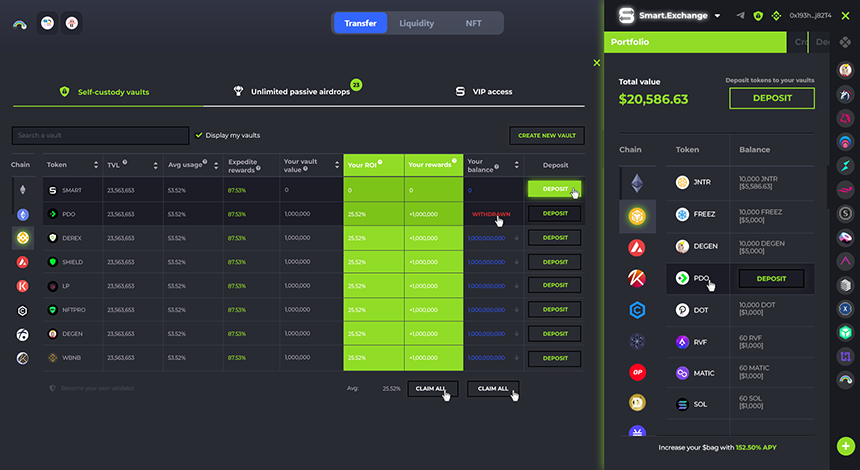 Transfer
Liquidity
NFT
Self-custody vaults
Unlimited passive airdrops
23
VIP access
Search a vault
Display my vaults
CREATE NEW VAULT
Chain Token TVL Avg usage Expedite rewards Your vault value Your ROI Your rewards Your balance Deposit
SMART 23,563,653 53.52% 87.53% 0 0 0 0 DEPOSIT
PDO 23,563,653 53.52% 87.53% 1,000,000 25.52% +1,000,000 WITHDRAWN DEPOSIT
DEREX 23,563,653 53.52% 87.53% 1,000,000 25.52% +1,000,000 1,000,000,000 DEPOSIT
SHIELD 23,563,653 53.52% 87.53% 1,000,000 25.52% +1,000,000 1,000,000,000 DEPOSIT
LP 23,563,653 53.52% 87.53% 1,000,000 25.52% +1,000,000 1,000,000,000 DEPOSIT
NFTPRO 23,563,653 53.52% 87.53% 1,000,000 25.52% +1,000,000 1,000,000,000 DEPOSIT
DEGEN 23,563,653 53.52% 87.53% 1,000,000 25.52% +1,000,000 1,000,000,000 DEPOSIT
WBNB 23,563,653 53.52% 87.53% 1,000,000 25.52% +1,000,000 1,000,000,000 DEPOSIT
Become your own validator
Avg: 25.52% CLAIM ALL CLAIM ALL
Smart.Exchange
0x193h...j82T4
Portfolio
Total value
$20,586.63
Deposit tokens to your vaults
DEPOSIT
Chain Token Balance
JNTR 10,000 JNTR
[$5,586.63]
FREEZ 10,000 FREEZ
[$5,000]
DEGEN 10,000 DEGEN
[$5,000]
PDO DEPOSIT
DOT 10,000 DOT
[$1,000]
RVF 60 RVF
[$1,000]
MATIC 60 MATIC
[$1,000]
SOL 60 SOL
[$1,000]
OP
Increase your $bag with 152.50% APY